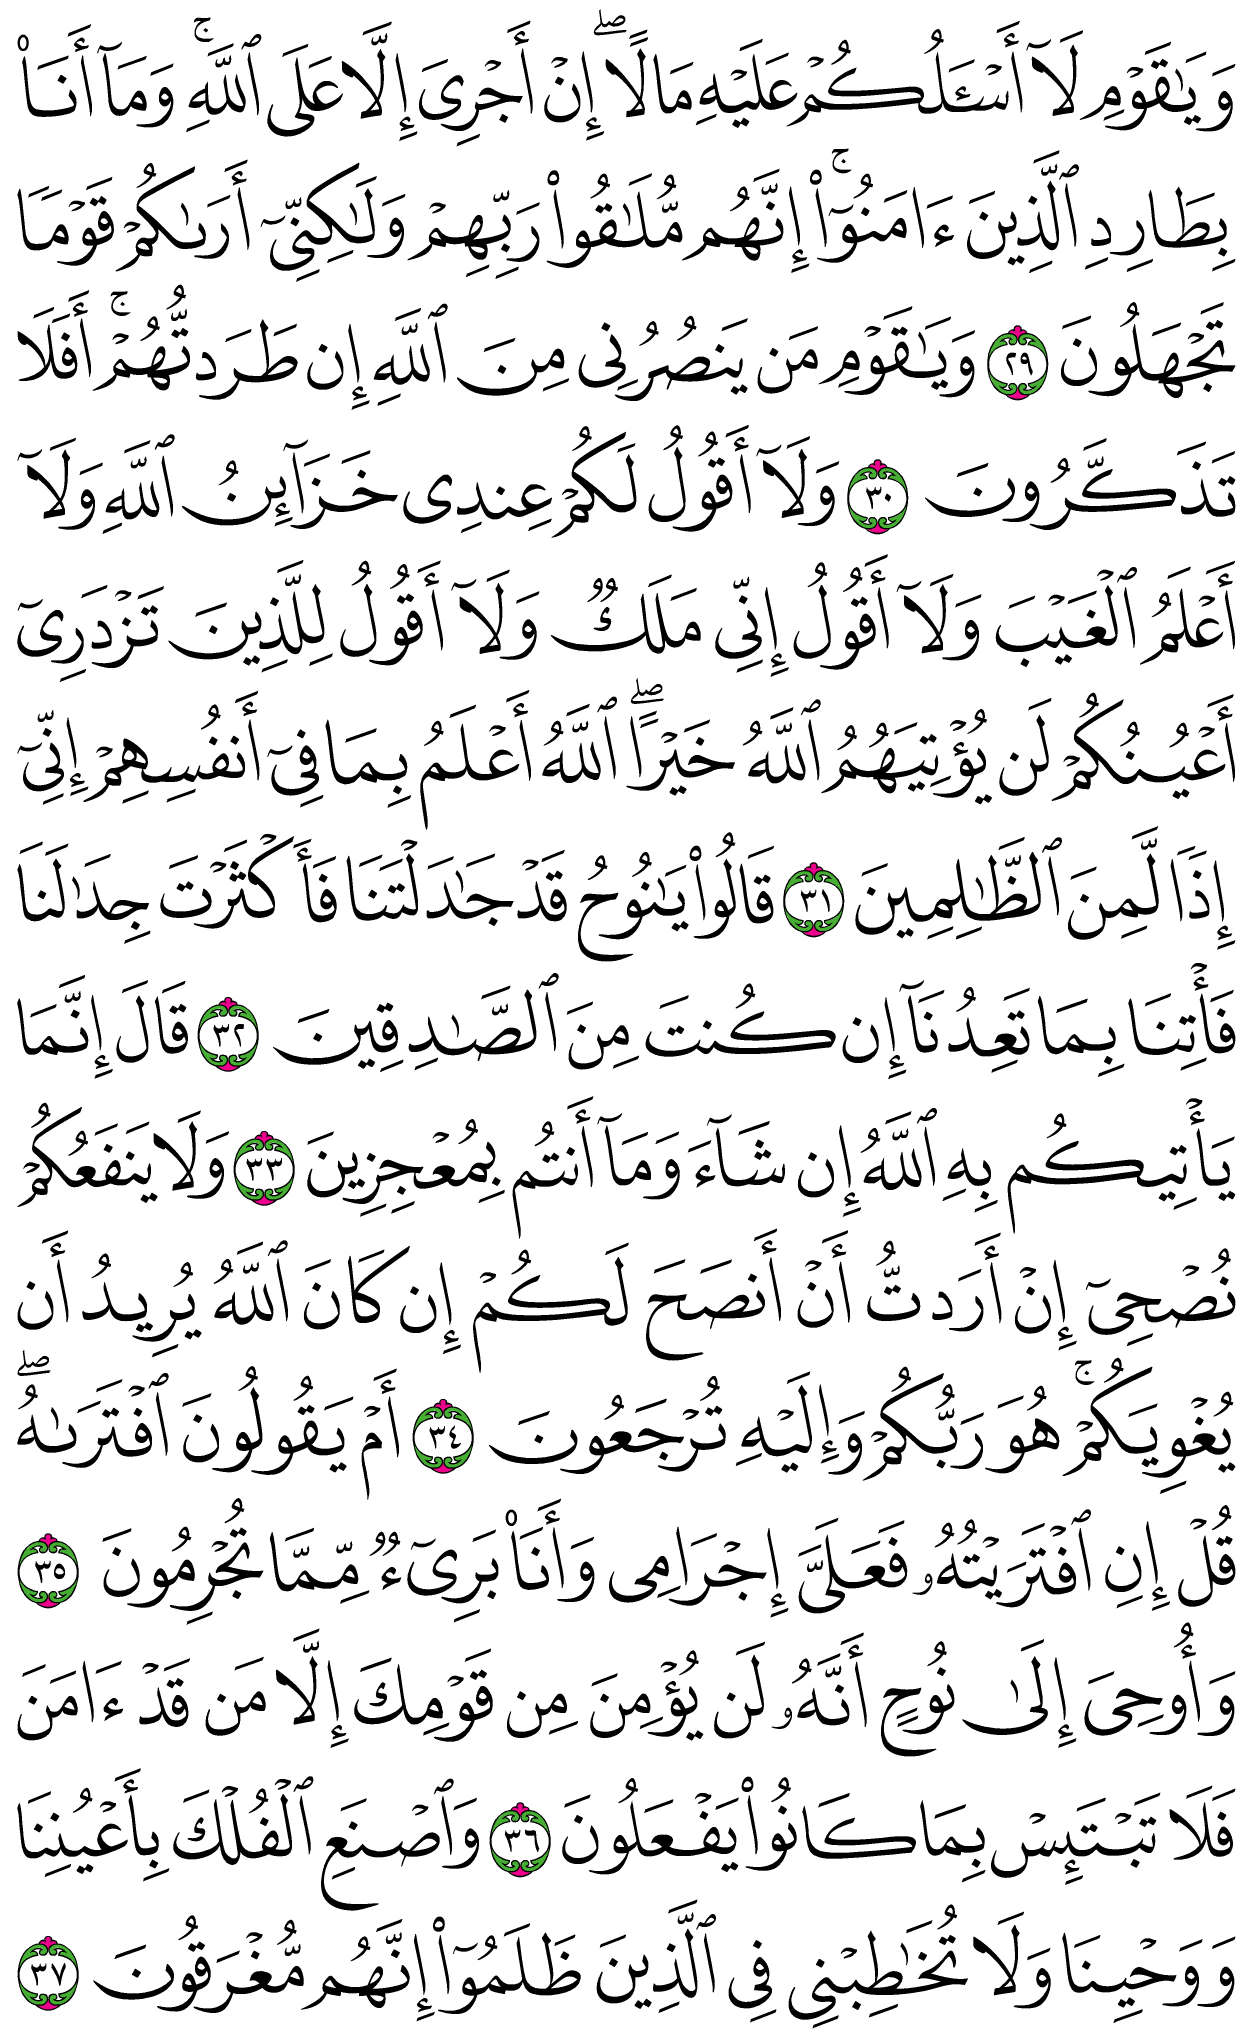 وَيَٰقَوۡمِ لَآ أَسۡـَٔلُكُمۡ عَلَيۡهِ مَالًاۖ إِنۡ أَجۡرِيَ إِلَّا عَلَى ٱللَّهِۚ وَمَآ أَنَا۠
بِطَارِدِ ٱلَّذِينَ ءَامَنُوٓاْۚ إِنَّهُم مُّلَٰقُواْ رَبِّهِمۡ وَلَٰكِنِّيٓ أَرَىٰكُمۡ قَوۡمٗا
تَجۡهَلُونَ ٢٩ وَيَٰقَوۡمِ مَن يَنصُرُنِي مِنَ ٱللَّهِ إِن طَرَدتُّهُمۡۚ أَفَلَا
تَذَكَّرُونَ ٣٠ وَلَآ أَقُولُ لَكُمۡ عِندِي خَزَآئِنُ ٱللَّهِ وَلَآ
أَعۡلَمُ ٱلۡغَيۡبَ وَلَآ أَقُولُ إِنِّي مَلَكٞ وَلَآ أَقُولُ لِلَّذِينَ تَزۡدَرِيٓ
أَعۡيُنُكُمۡ لَن يُؤۡتِيَهُمُ ٱللَّهُ خَيۡرًاۖ ٱللَّهُ أَعۡلَمُ بِمَا فِيٓ أَنفُسِهِمۡ إِنِّيٓ
إِذٗا لَّمِنَ ٱلظَّٰلِمِينَ ٣١ قَالُواْ يَٰنُوحُ قَدۡ جَٰدَلۡتَنَا فَأَكۡثَرۡتَ جِدَٰلَنَا
فَأۡتِنَا بِمَا تَعِدُنَآ إِن كُنتَ مِنَ ٱلصَّٰدِقِينَ ٣٢ قَالَ إِنَّمَا
يَأۡتِيكُم بِهِ ٱللَّهُ إِن شَآءَ وَمَآ أَنتُم بِمُعۡجِزِينَ ٣٣ وَلَا يَنفَعُكُمۡ
نُصۡحِيٓ إِنۡ أَرَدتُّ أَنۡ أَنصَحَ لَكُمۡ إِن كَانَ ٱللَّهُ يُرِيدُ أَن
يُغۡوِيَكُمۡۚ هُوَ رَبُّكُمۡ وَإِلَيۡهِ تُرۡجَعُونَ ٣٤ أَمۡ يَقُولُونَ ٱفۡتَرَىٰهُۖ
قُلۡ إِنِ ٱفۡتَرَيۡتُهُۥ فَعَلَيَّ إِجۡرَامِي وَأَنَا۠ بَرِيٓءٞ مِّمَّا تُجۡرِمُونَ ٣٥
وَأُوحِيَ إِلَىٰ نُوحٍ أَنَّهُۥ لَن يُؤۡمِنَ مِن قَوۡمِكَ إِلَّا مَن قَدۡ ءَامَنَ
فَلَا تَبۡتَئِسۡ بِمَا كَانُواْ يَفۡعَلُونَ ٣٦ وَٱصۡنَعِ ٱلۡفُلۡكَ بِأَعۡيُنِنَا
وَوَحۡيِنَا وَلَا تُخَٰطِبۡنِي فِي ٱلَّذِينَ ظَلَمُوٓاْ إِنَّهُم مُّغۡرَقُونَ ٣٧